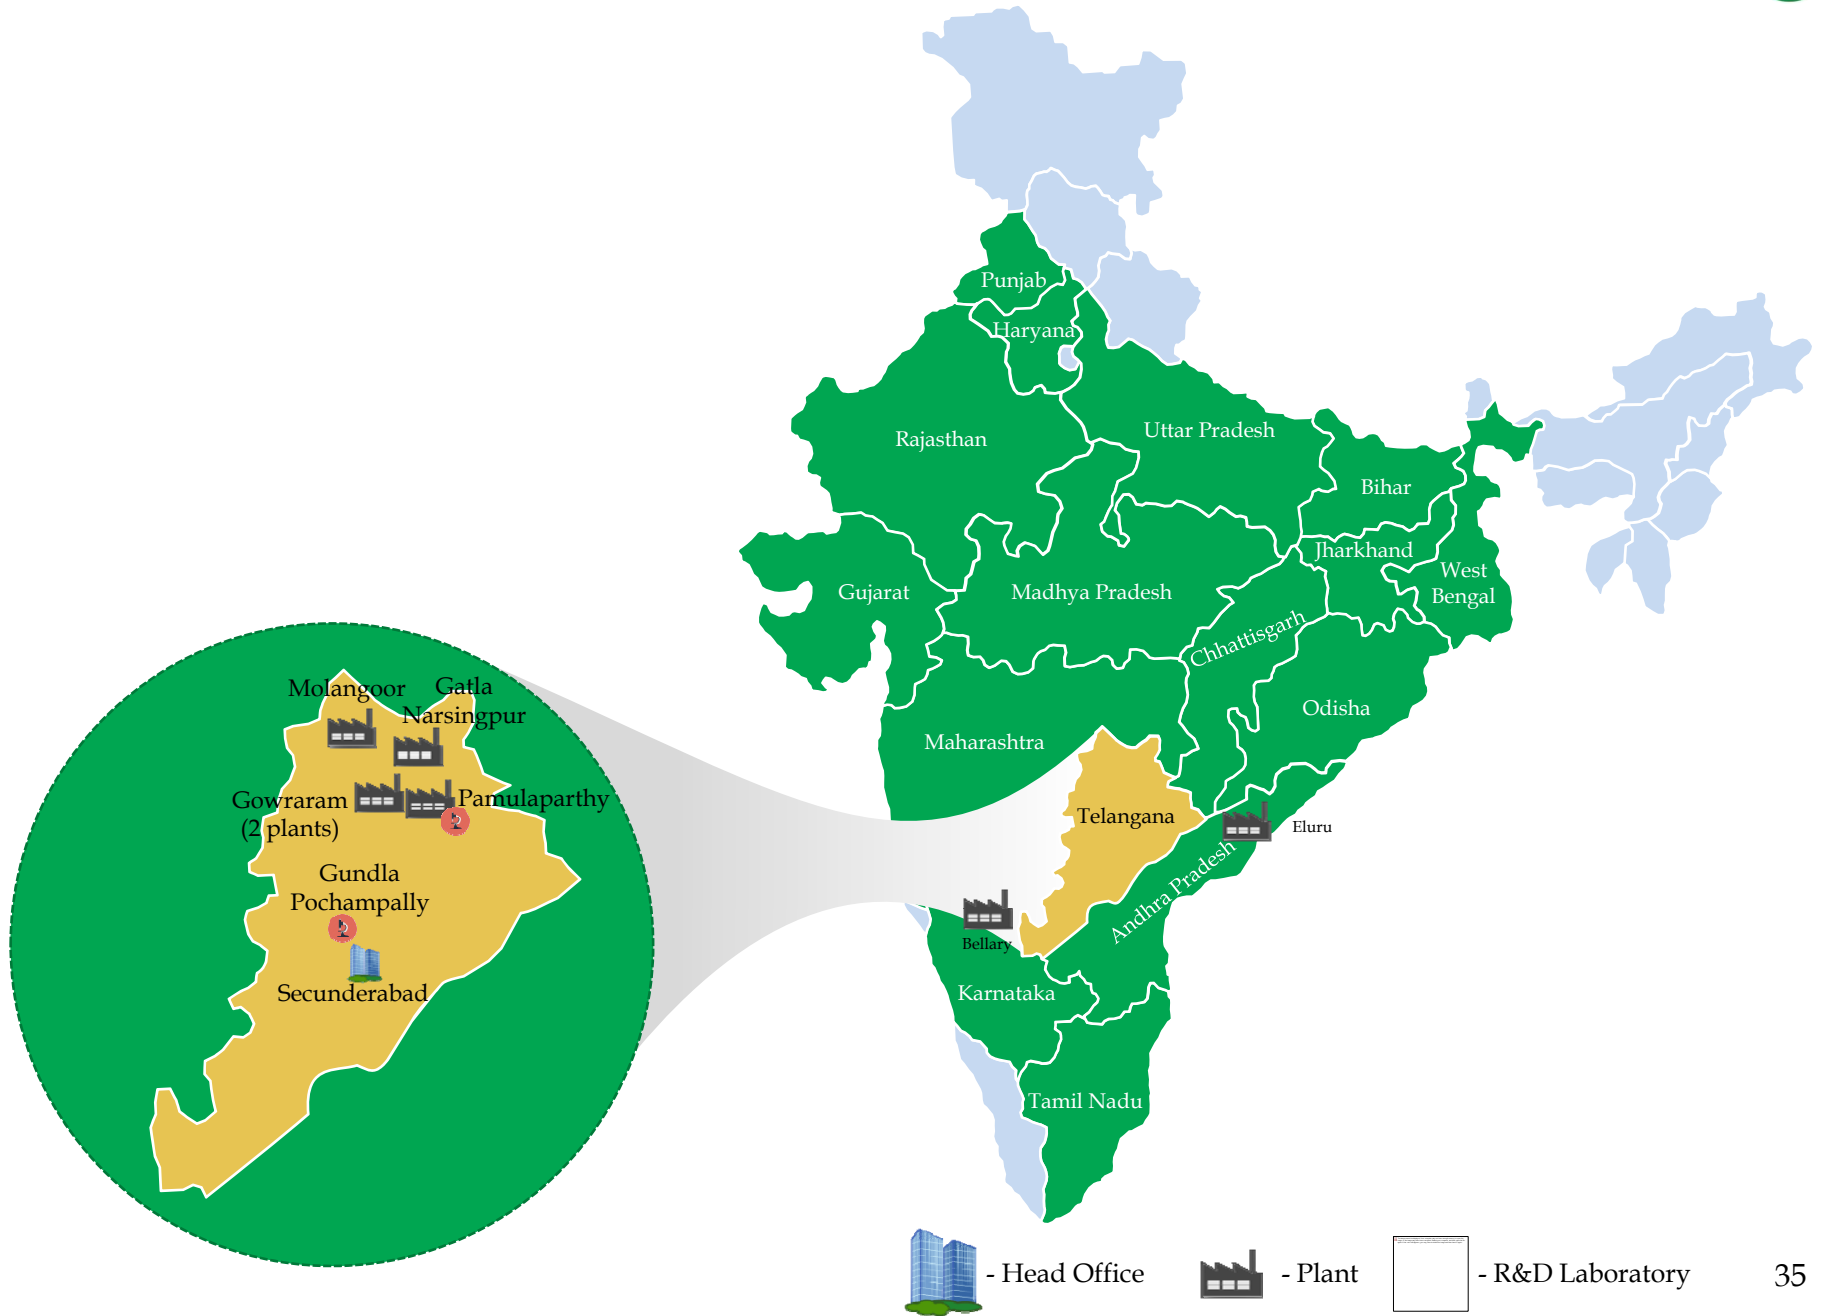 Punjab
Haryana
Rajasthan
Uttar Pradesh
Bihar
Jharkhand
West
Bengal
Gujarat
Madhya Pradesh
Chhattisgarh
Odisha
Maharashtra
Telangana
Eluru
Andhra Pradesh
Bellary
Karnataka
Tamil Nadu
Molangoor
Gatla
Narsingpur
Gowraram
(2 plants)
Pamulaparthy
Gundla
Pochampally
Secunderabad
- Head Office
- Plant
- R&D Laboratory
35